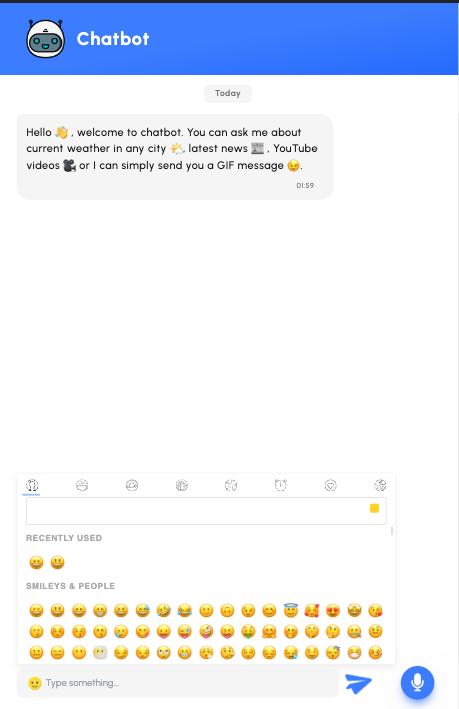 Chatbot
Today
Hello 👋 , welcome to chatbot. You can ask me about
current weather in any city 🌤️, latest news 📰 , YouTube
videos 🎥 or I can simply send you a GIF message 😉.
01:59
RECENTLY USED
SMILEYS & PEOPLE
Type something...